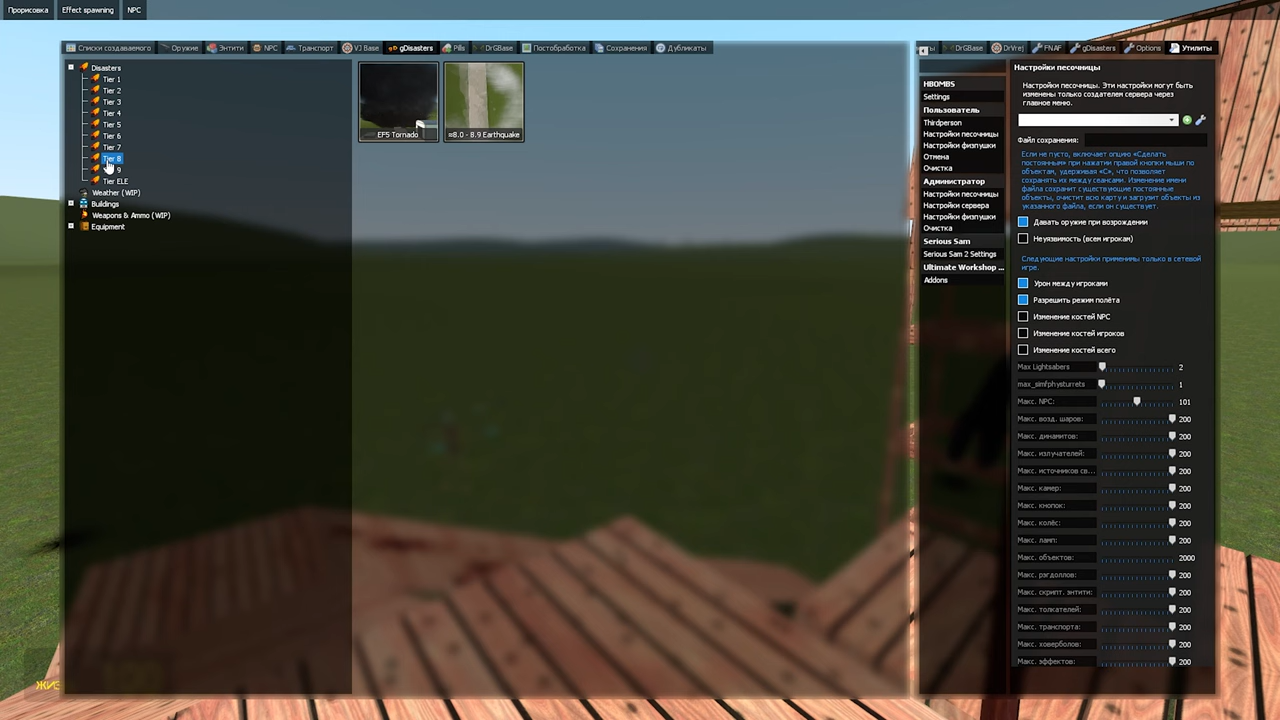 Прорисовка
Effect spawning
NPC
Списки создаваемого
Оружие
Энтити
NPC
Транспорт
VJ Base
gDisasters
Pills
DrGBase
Постобработка
Сохранения
Дубликаты
DrGBase
DrVrej
FNAF
gDisasters
Options
Утилиты
Disasters
Tier 1
Tier 2
Tier 3
Tier 4
Tier 5
Tier 6
Tier 7
Tier 8
9
Tier ELE
Weather (WIP)
Buildings
Weapons & Ammo (WIP)
Equipment
EF5 Tornado
≈8.0 - 8.9 Earthquake
HBOMBS
Settings
Пользователь
Thirdperson
Настройки песочницы
Настройки физпушки
Отмена
Очистка
Администратор
Настройки песочницы
Настройки сервера
Настройки физпушки
Очистка
Serious Sam
Serious Sam 2 Settings
Ultimate Workshop ...
Addons
Настройки песочницы
Настройки песочницы. Эти настройки могут быть
изменены только создателем сервера через
главное меню.
Файл сохранения:
Если не пусто, включает опцию «Сделать
постоянным» при нажатии правой кнопки мыши по
объектам, удерживая «C», что позволяет
сохранять их между сеансами. Изменение имени
файла сохранит существующие постоянные
объекты, очистит всю карту и загрузит объекты из
указанного файла, если он существует.
Давать оружие при возрождении
Неуязвимость (всем игрокам)
Следующие настройки применимы только в сетевой
игре.
Урон между игроками
Разрешить режим полёта
Изменение костей NPC
Изменение костей игроков
Изменение костей всего
Max Lightsabers 2
max_simfphysturrets 1
Макс. NPC: 101
Макс. возд. шаров: 200
Макс. динамитов: 200
Макс. излучателей: 200
Макс. источников св... 200
Макс. камер: 200
Макс. кнопок: 200
Макс. колёс: 200
Макс. ламп: 200
Макс. объектов: 2000
Макс. рэгдоллов: 200
Макс. скрипт. энтити: 200
Макс. толкателей: 200
Макс. транспорта: 200
Макс. ховерболов: 200
Макс. эффектов: 200